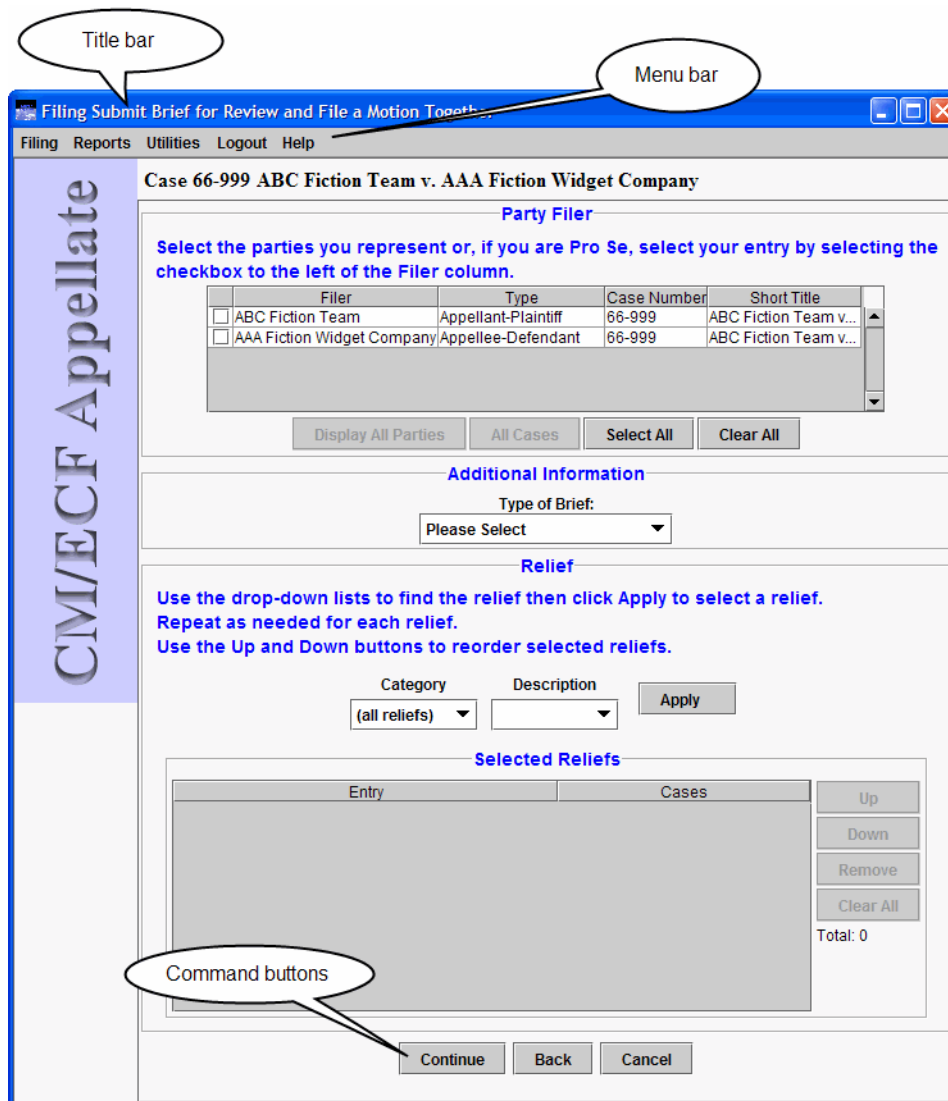 Title bar
Menu bar
Filing Submit Brief for Review and File a Motion Together
Filing Reports Utilities Logout Help
CM/ECF Appellate
Case 66-999 ABC Fiction Team v. AAA Fiction Widget Company
Party Filer
Select the parties you represent or, if you are Pro Se, select your entry by selecting the
checkbox to the left of the Filer column.
Filer Type Case Number Short Title
ABC Fiction Team Appellant-Plaintiff 66-999 ABC Fiction Team v...
AAA Fiction Widget Company Appellee-Defendant 66-999 ABC Fiction Team v...
Display All Parties All Cases Select All Clear All
Additional Information
Type of Brief:
Please Select
Relief
Use the drop-down lists to find the relief then click Apply to select a relief.
Repeat as needed for each relief.
Use the Up and Down buttons to reorder selected reliefs.
Category Description
(all reliefs) Apply
Selected Reliefs
Entry Cases
Up
Down
Remove
Clear All
Total: 0
Command buttons
Continue Back Cancel